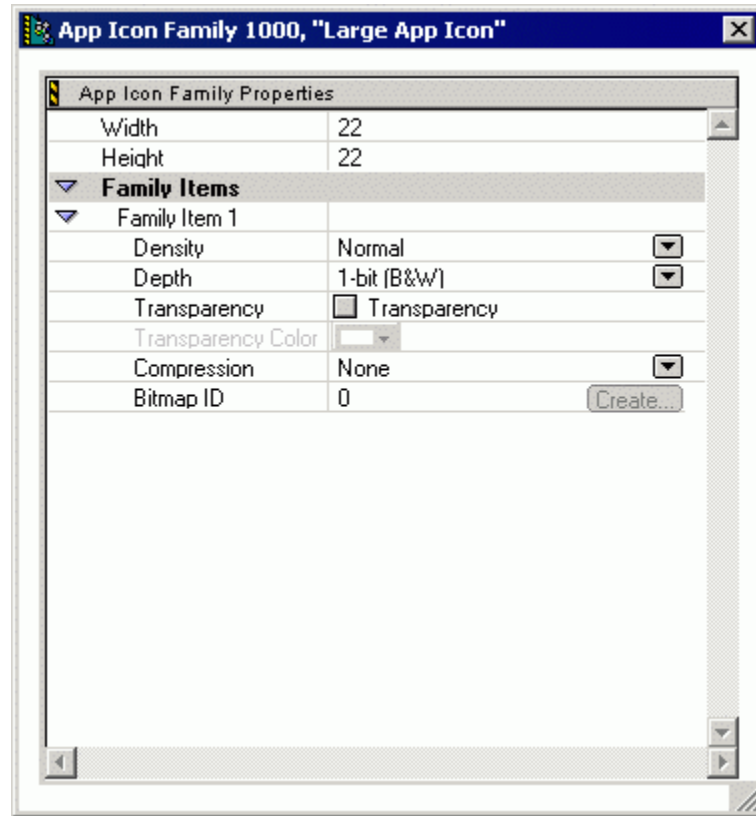 App Icon Family 1000, "Large App Icon"
App Icon Family Properties
Width 22
Height 22
Family Items
Family Item 1
Density Normal
Depth 1-bit (B&W)
Transparency Transparency
Transparency Color
Compression None
Bitmap ID 0 Create...